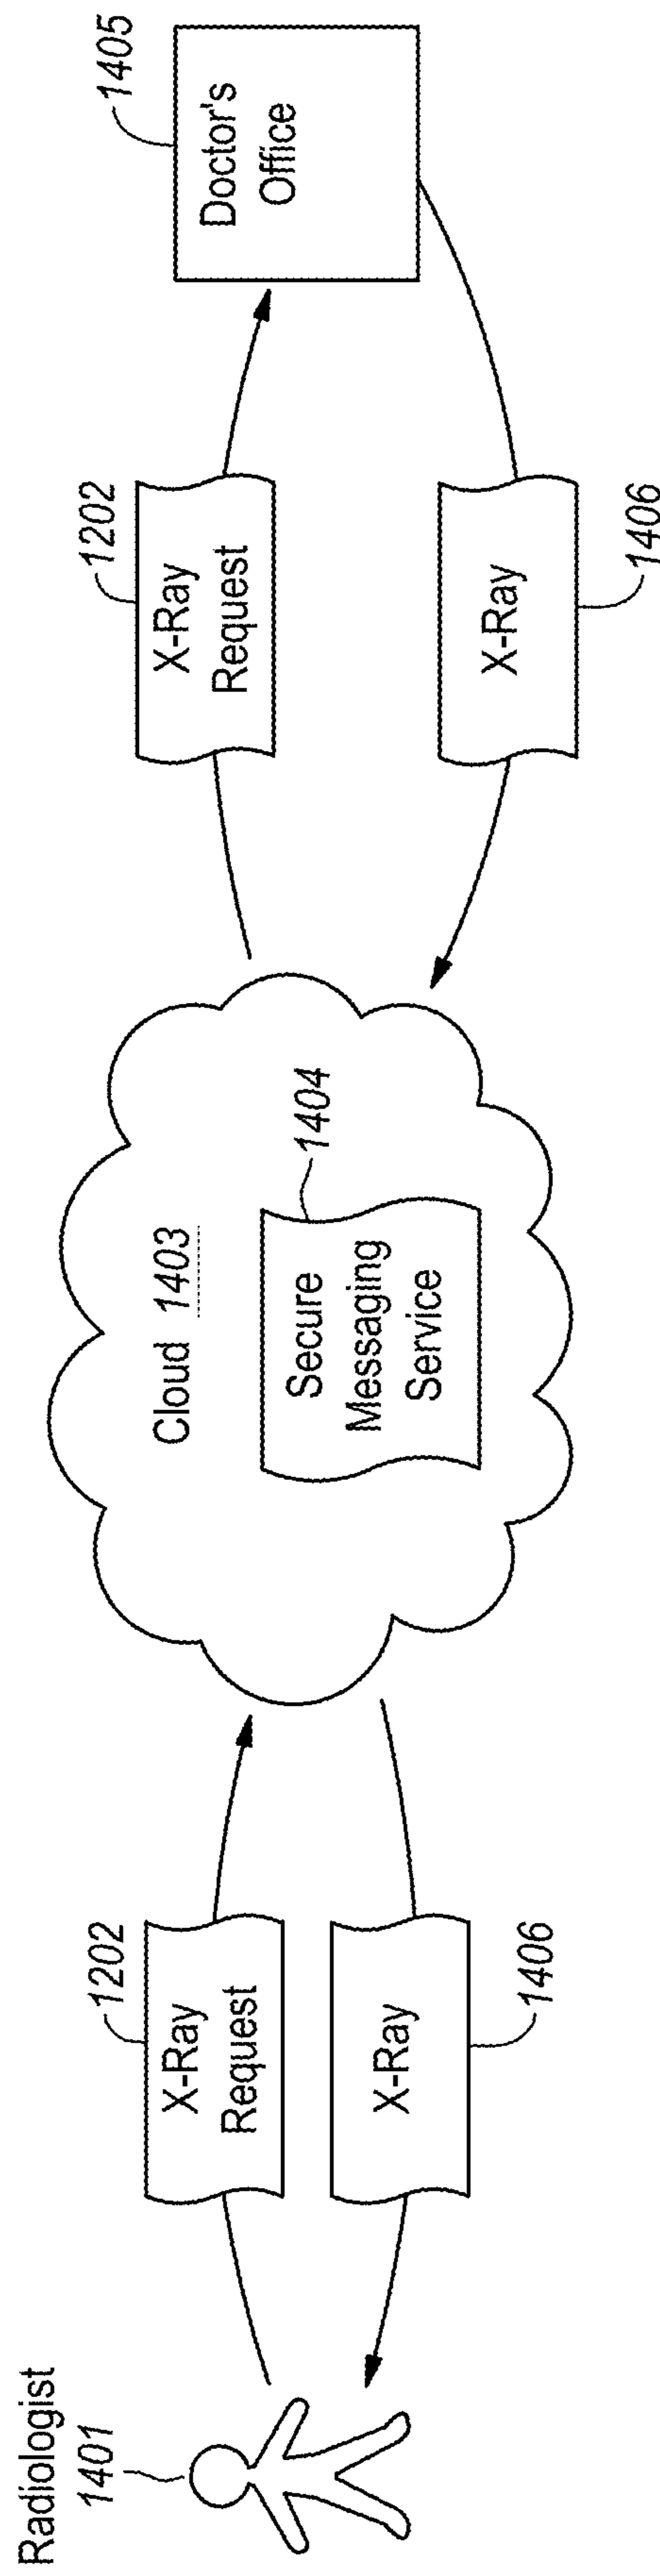 Radiologist
1401
1202
X-Ray
Request
X-Ray
1406
Cloud 1403
1404
Secure
Messaging
Service
1202
X-Ray
Request
X-Ray
1406
1405
Doctor's
Office